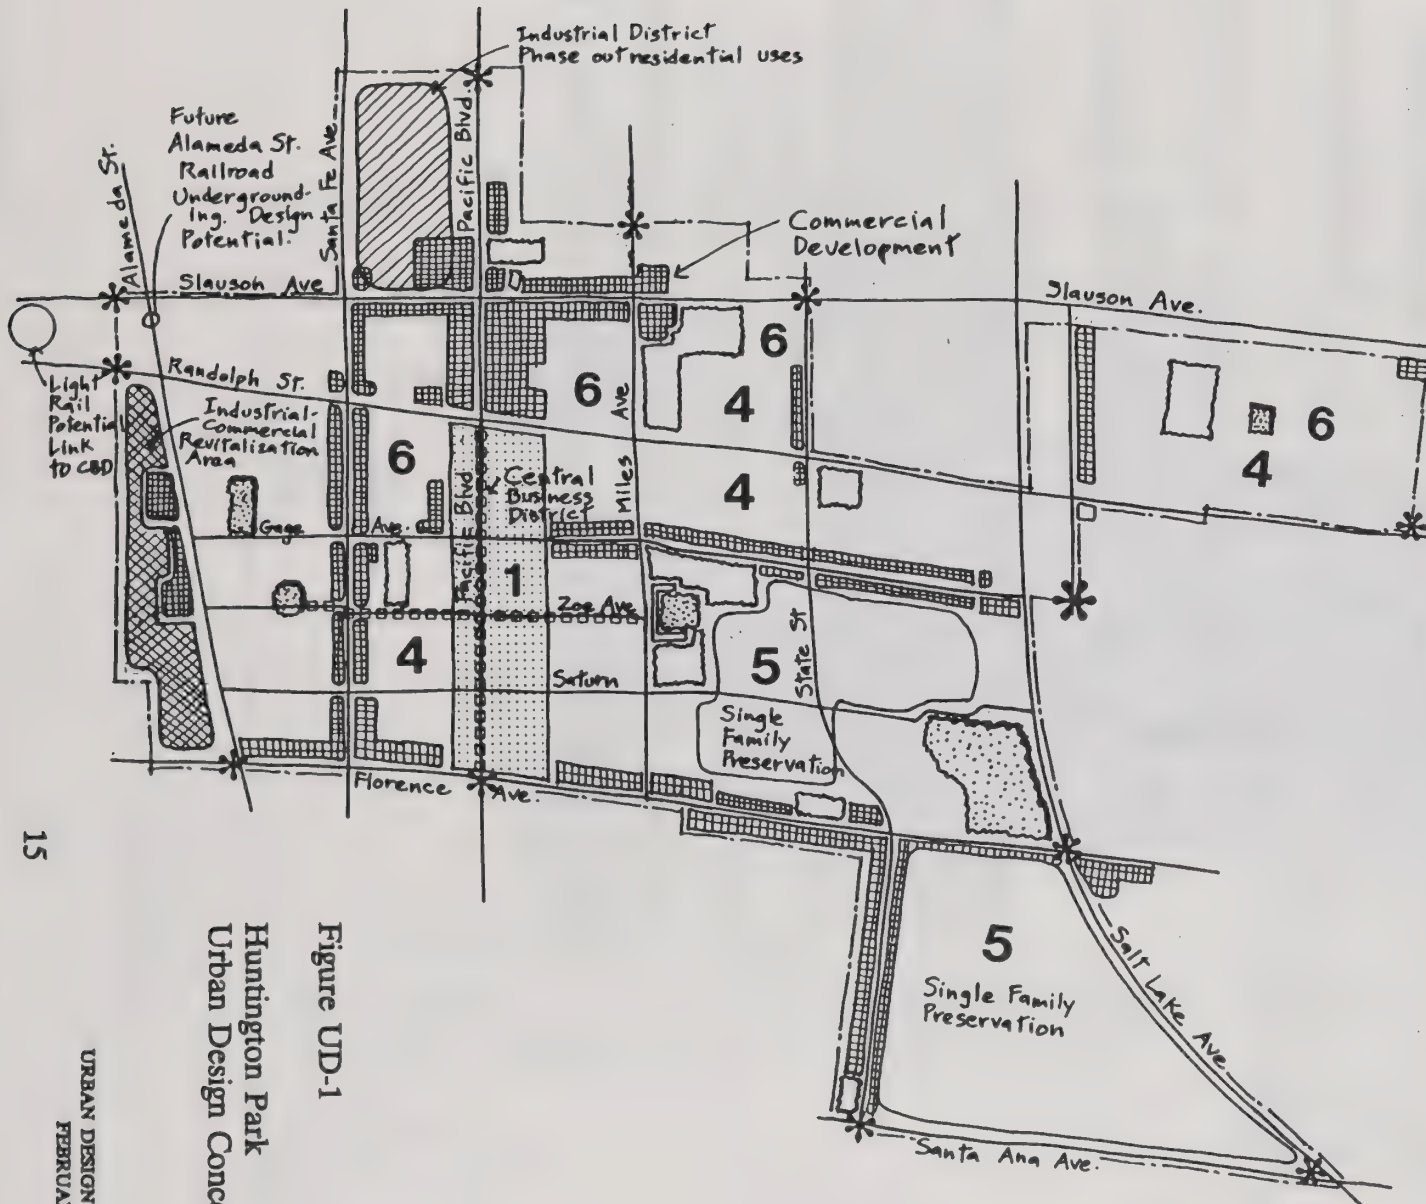 Industrial District
Phase out residential uses
Future
Alameda St.
Railroad
Underground-
ing. Design
Potential.
Alameda St.
Santa Fe Ave
Pacific Blvd.
Commercial
Development
Slauson Ave
Slauson Ave.
Randolph St.
Light
Rail
Potential
Link
to CBD
Industrial-
Commercial
Revitalization
Area
6
4
6
Ave
Miles
6
4
6
4
Central
Business
District
Pacific Blvd
Gage Ave.
1
Zoe Ave
4
5
State St
Saturn
Single
Family
Preservation
Florence Ave.
5
Single Family
Preservation
Salt Lake Ave
Santa Ana Ave.
15
Figure UD-1
Huntington Park
Urban Design Conc
URBAN DESIGN
FEBRUA